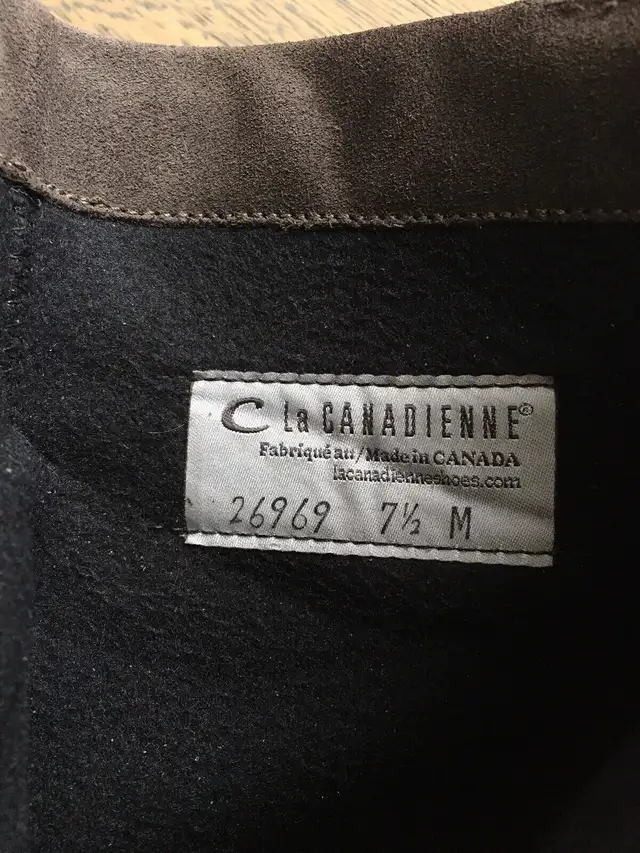 C La CANADIENNE®
Fabriqué au/Made in CANADA
lacanadienneshoes.com
26969 7½ M